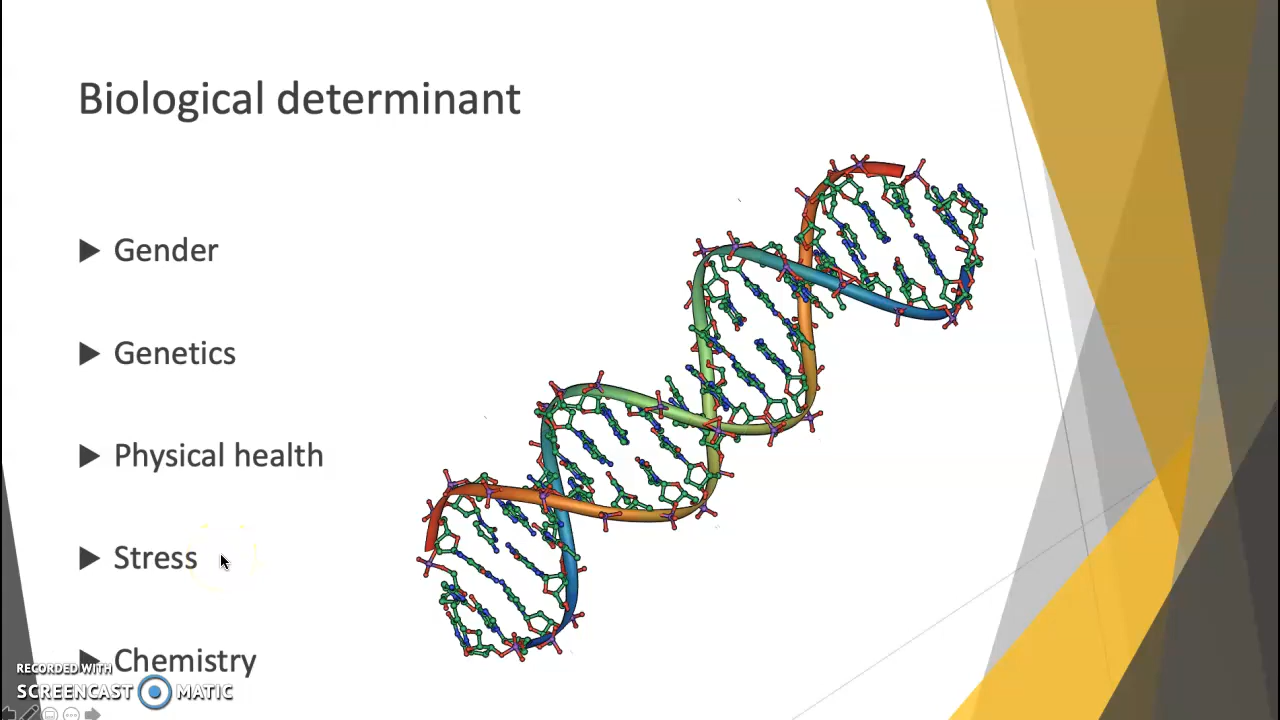 Biological determinant
Gender
Genetics
Physical health
Stress
Chemistry
RECORDED WITH
SCREENCAST MATIC